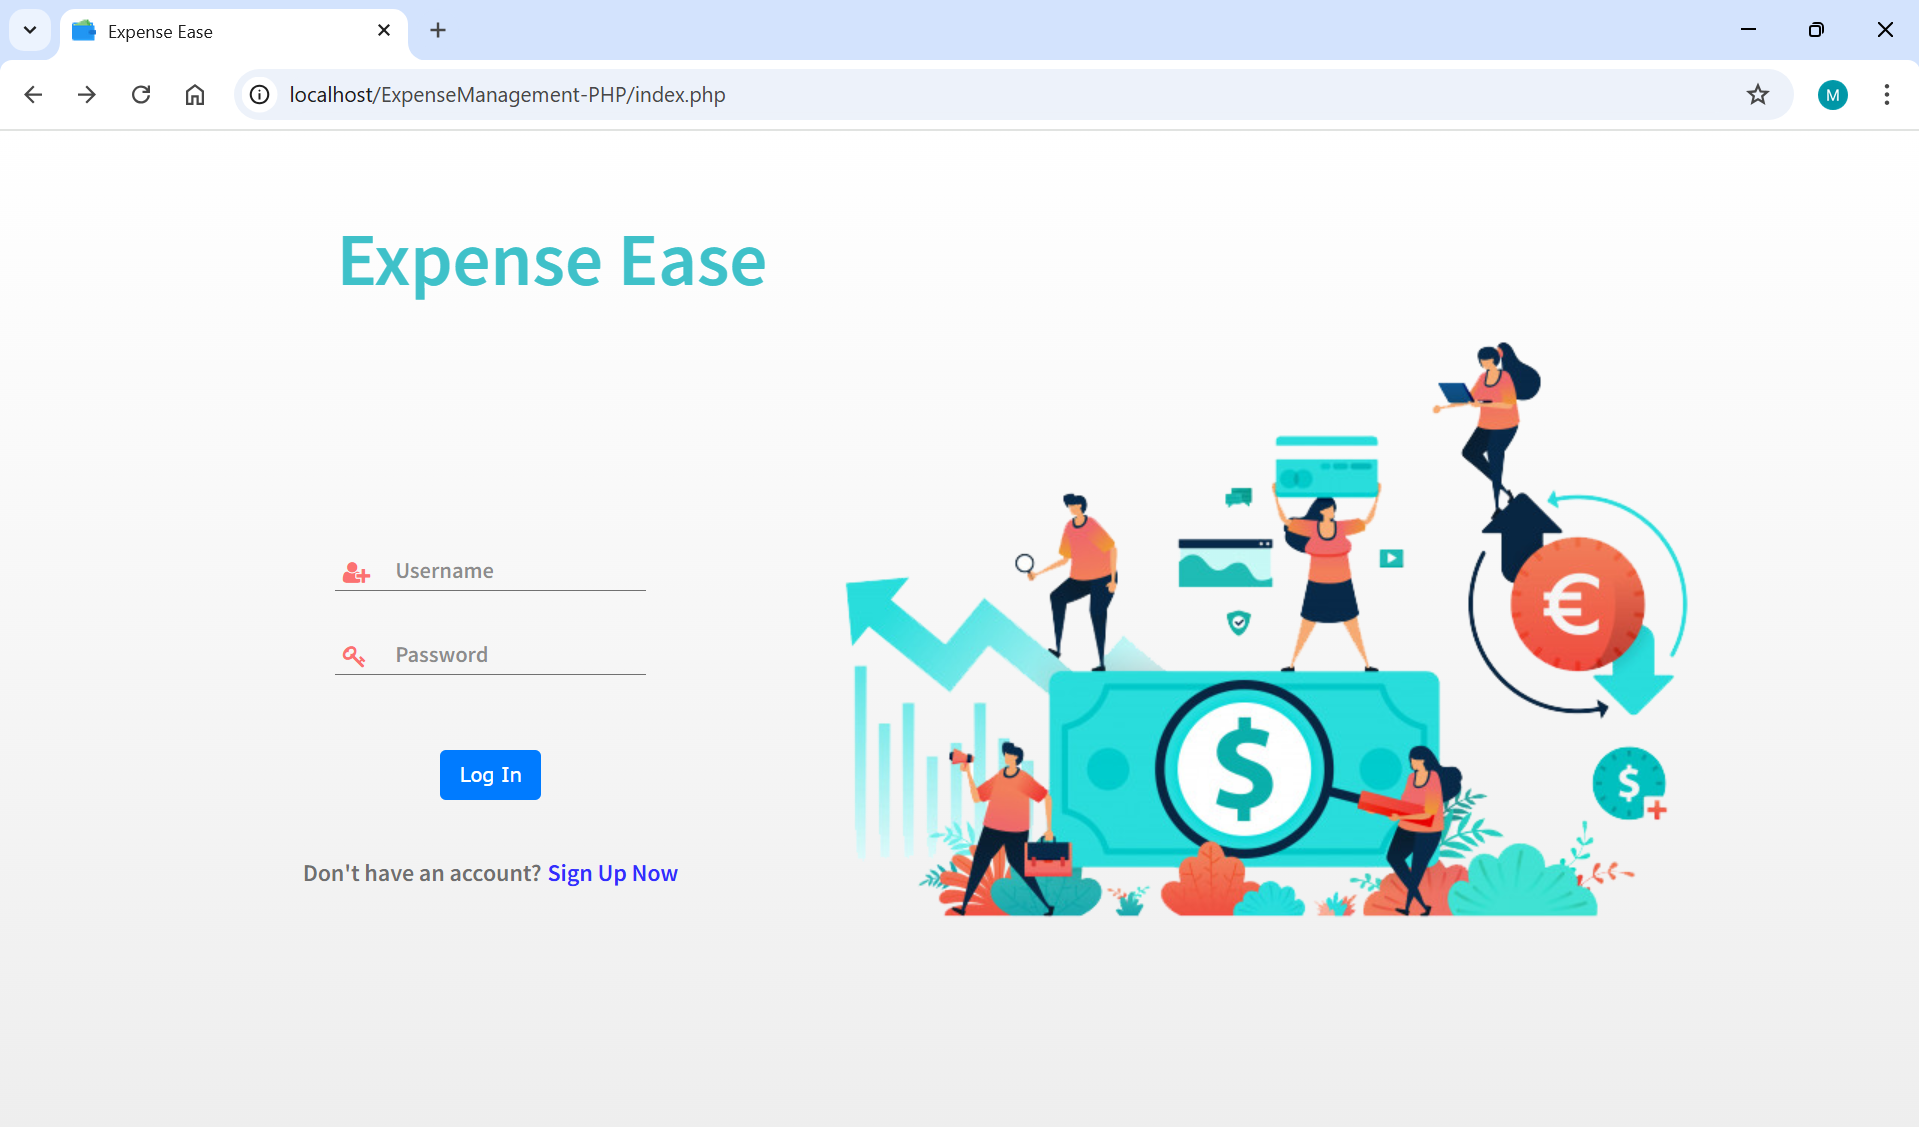 Expense Ease
localhost/ExpenseManagement-PHP/index.php
M
Expense Ease
Username
Password
Log In
Don't have an account? Sign Up Now
€
$
$